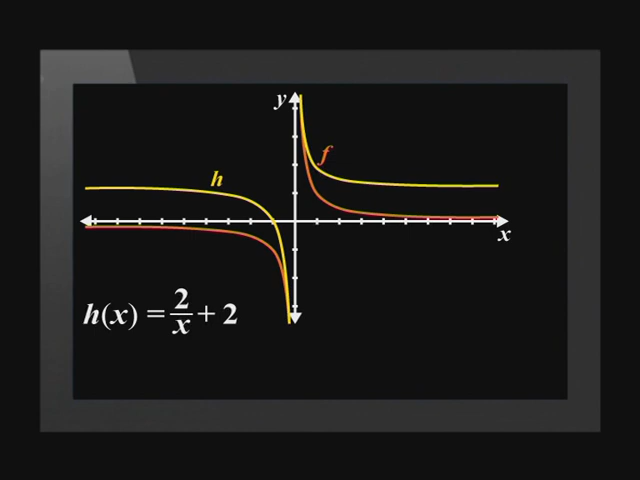 y
f
h
x
h(x) = 2/x + 2